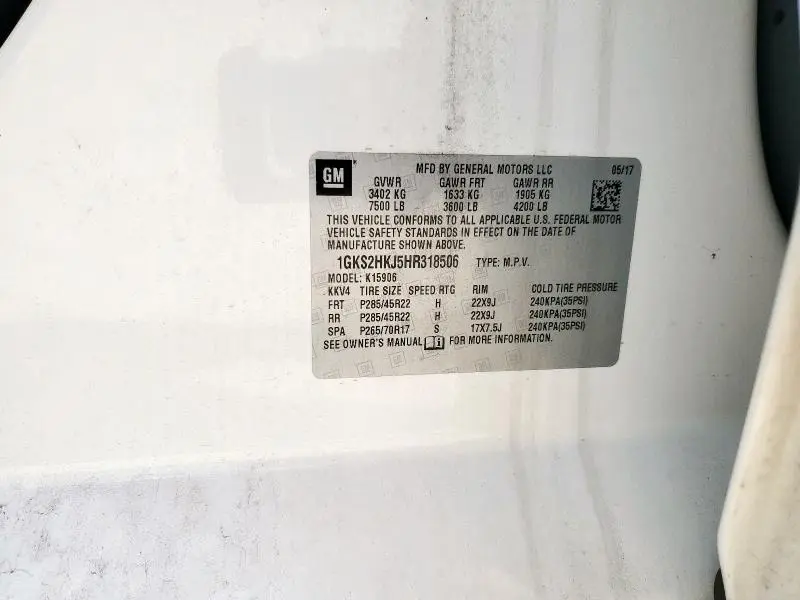 GM
MFD BY GENERAL MOTORS LLC 05/17
GVWR GAWR FRT GAWR RR
3402 KG 1633 KG 1905 KG
7500 LB 3600 LB 4200 LB
THIS VEHICLE CONFORMS TO ALL APPLICABLE U.S. FEDERAL MOTOR
VEHICLE SAFETY STANDARDS IN EFFECT ON THE DATE OF
MANUFACTURE SHOWN ABOVE.
1GKS2HKJ5HR318506 TYPE: M.P.V.
MODEL: K15906
KKV4 TIRE SIZE SPEED RTG RIM COLD TIRE PRESSURE
FRT P285/45R22 H 22X9J 240KPA(35PSI)
RR P285/45R22 H 22X9J 240KPA(35PSI)
SPA P265/70R17 S 17X7.5J 240KPA(35PSI)
SEE OWNER'S MANUAL FOR MORE INFORMATION.